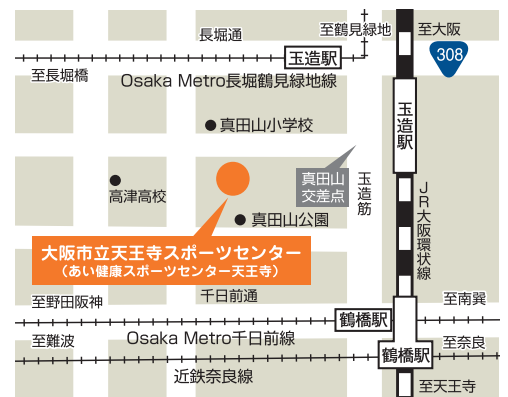 至鶴見緑地
至大阪
長堀通
308
玉造駅
至長堀橋
Osaka Metro長堀鶴見緑地線
玉造駅
真田山小学校
真田山
交差点
玉造筋
高津高校
JR大阪環状線
真田山公園
大阪市立天王寺スポーツセンター
（あい健康スポーツセンター天王寺）
千日前通
至野田阪神
至南巽
鶴橋駅
Osaka Metro千日前線
至難波
至奈良
鶴橋駅
近鉄奈良線
至天王寺